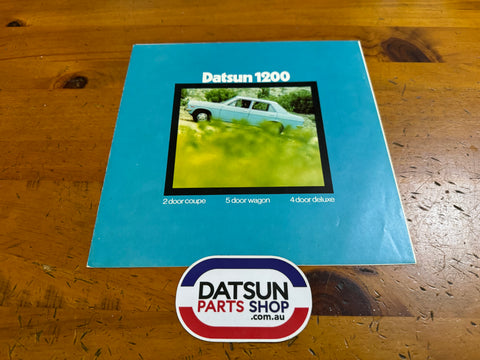 Datsun 1200
2 door coupe 5 door wagon 4 door deluxe
DATSUN
PARTS SHOP
.com.au